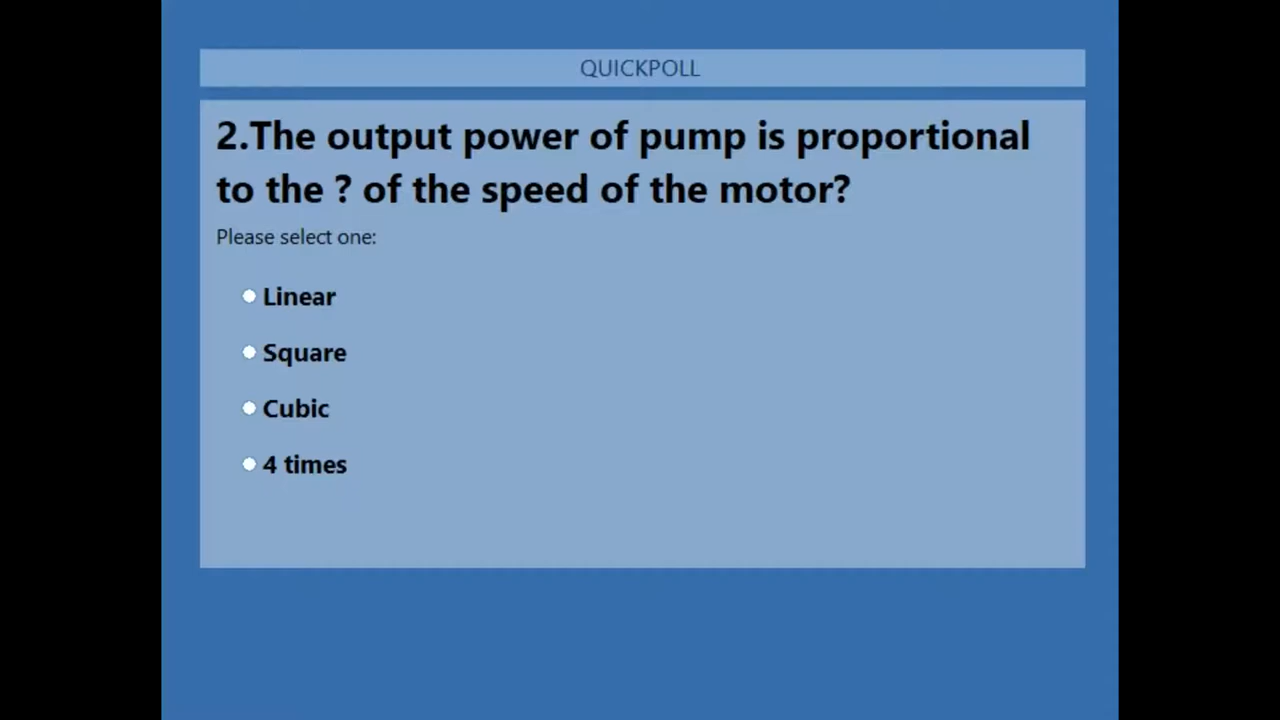 QUICKPOLL
2.The output power of pump is proportional
to the ? of the speed of the motor?
Please select one:
Linear
Square
Cubic
4 times